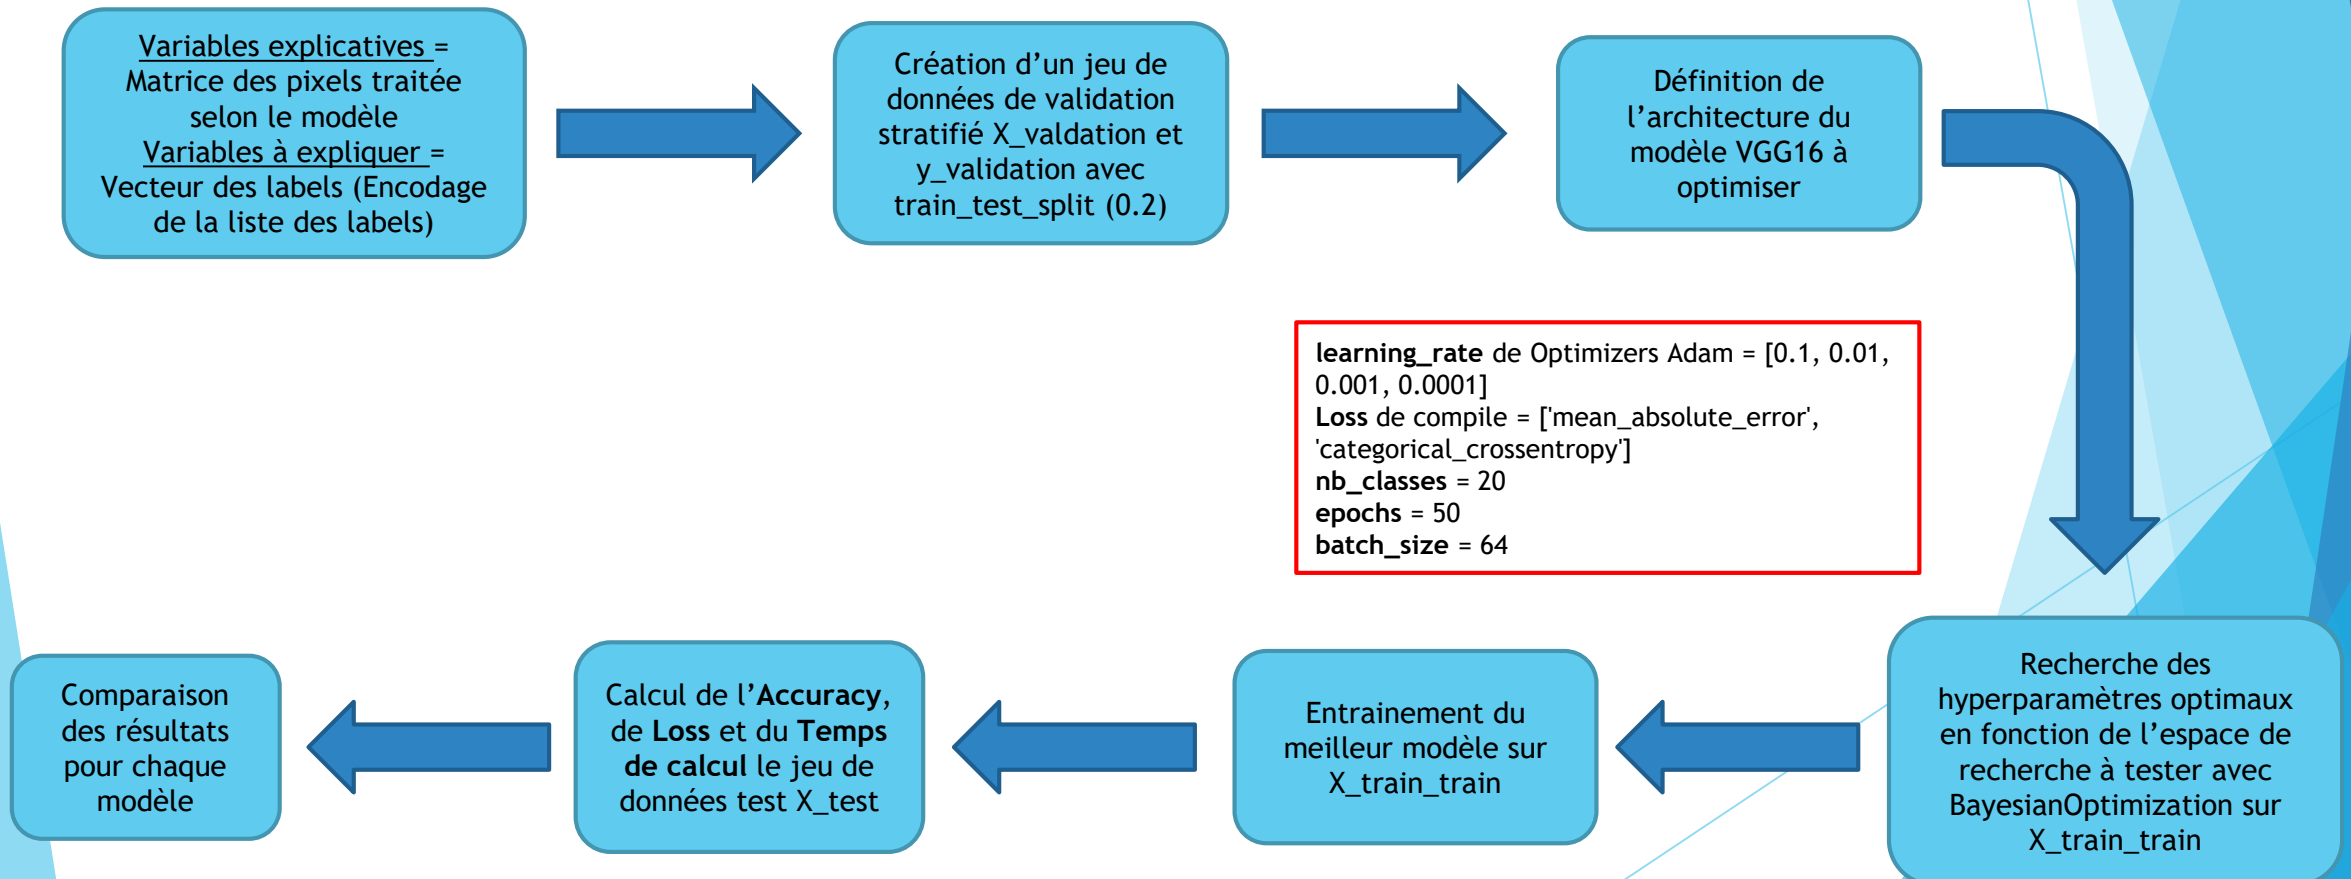 Variables explicatives =
Matrice des pixels traitée
selon le modèle
Variables à expliquer =
Vecteur des labels (Encodage
de la liste des labels)
Création d’un jeu de
données de validation
stratifié X_valdation et
y_validation avec
train_test_split (0.2)
Définition de
l’architecture du
modèle VGG16 à
optimiser
learning_rate de Optimizers Adam = [0.1, 0.01,
0.001, 0.0001]
Loss de compile = ['mean_absolute_error',
'categorical_crossentropy']
nb_classes = 20
epochs = 50
batch_size = 64
Recherche des
hyperparamètres optimaux
en fonction de l’espace de
recherche à tester avec
BayesianOptimization sur
X_train_train
Entrainement du
meilleur modèle sur
X_train_train
Calcul de l’Accuracy,
de Loss et du Temps
de calcul le jeu de
données test X_test
Comparaison
des résultats
pour chaque
modèle